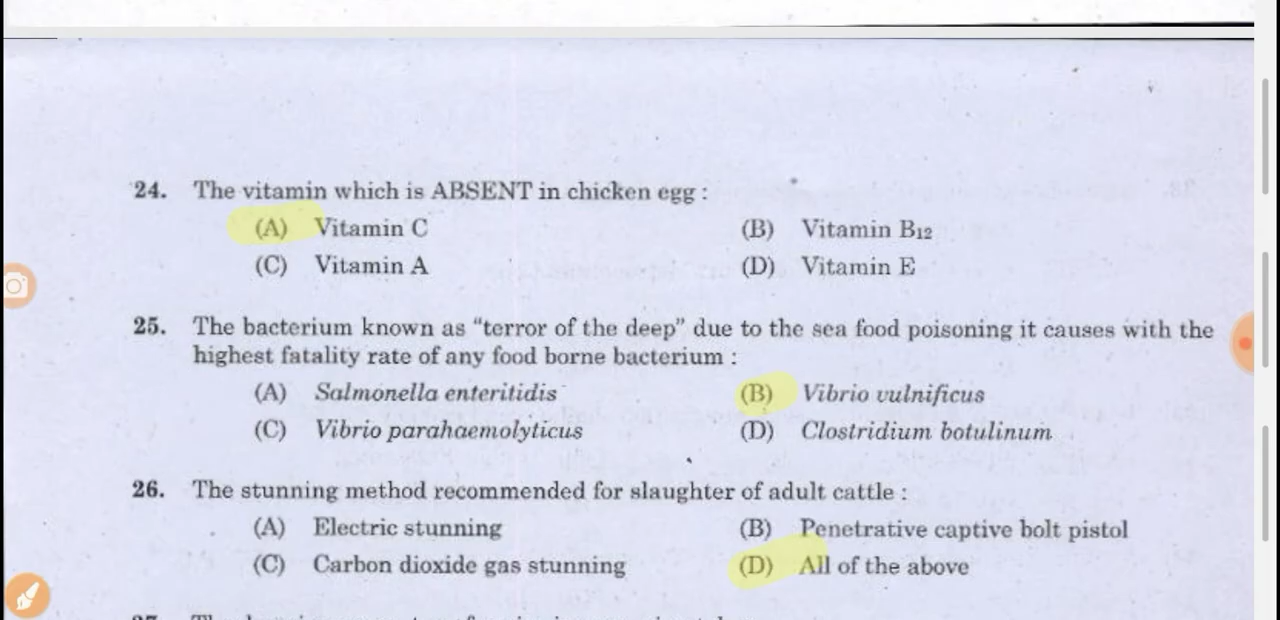 24. The vitamin which is ABSENT in chicken egg :
(A) Vitamin C (B) Vitamin B12
(C) Vitamin A (D) Vitamin E
25. The bacterium known as "terror of the deep" due to the sea food poisoning it causes with the
highest fatality rate of any food borne bacterium :
(A) Salmonella enteritidis (B) Vibrio vulnificus
(C) Vibrio parahaemolyticus (D) Clostridium botulinum
26. The stunning method recommended for slaughter of adult cattle :
(A) Electric stunning (B) Penetrative captive bolt pistol
(C) Carbon dioxide gas stunning (D) All of the above